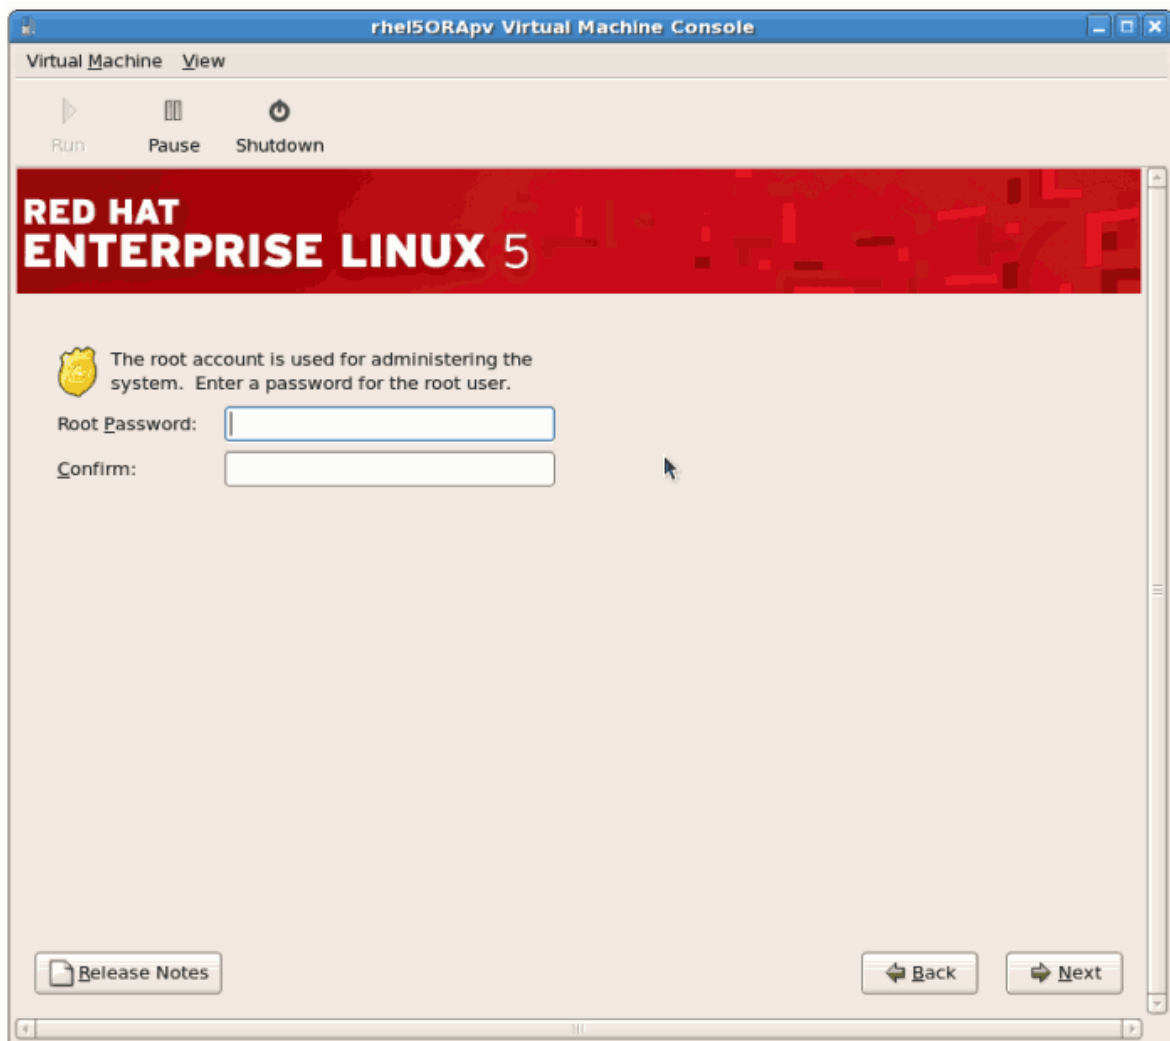 rhel5ORApv Virtual Machine Console
Virtual Machine View
Run Pause Shutdown
RED HAT
ENTERPRISE LINUX 5
The root account is used for administering the
system. Enter a password for the root user.
Root Password:
Confirm:
Release Notes Back Next